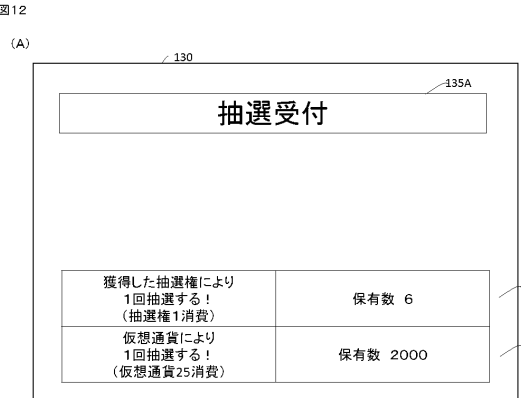 図12
(A)
130
135A
抽選受付
獲得した抽選権により
1回抽選する！
（抽選権1消費）
保有数 6
仮想通貨により
1回抽選する！
（仮想通貨25消費）
保有数 2000